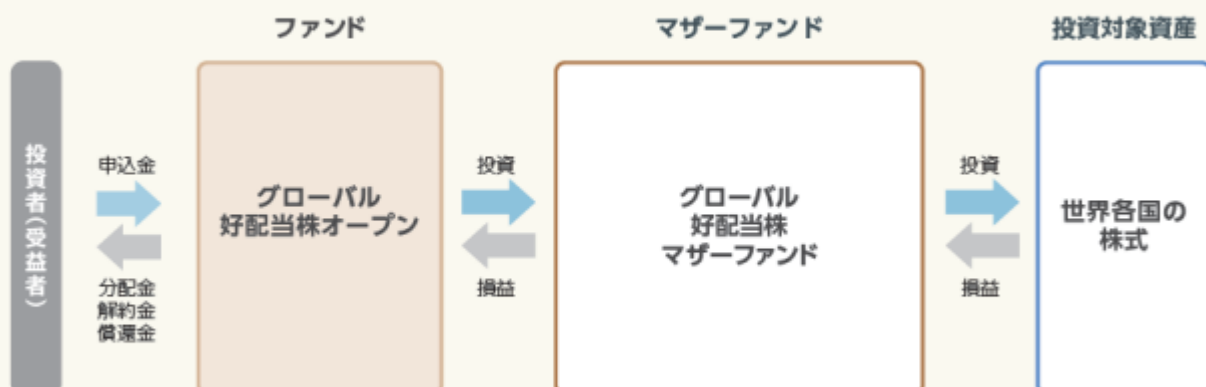 ファンド
マザーファンド
投資対象資産
投資者(受益者)
申込金
分配金
解約金
償還金
グローバル
好配当株オープン
投資
損益
グローバル
好配当株
マザーファンド
投資
損益
世界各国の
株式